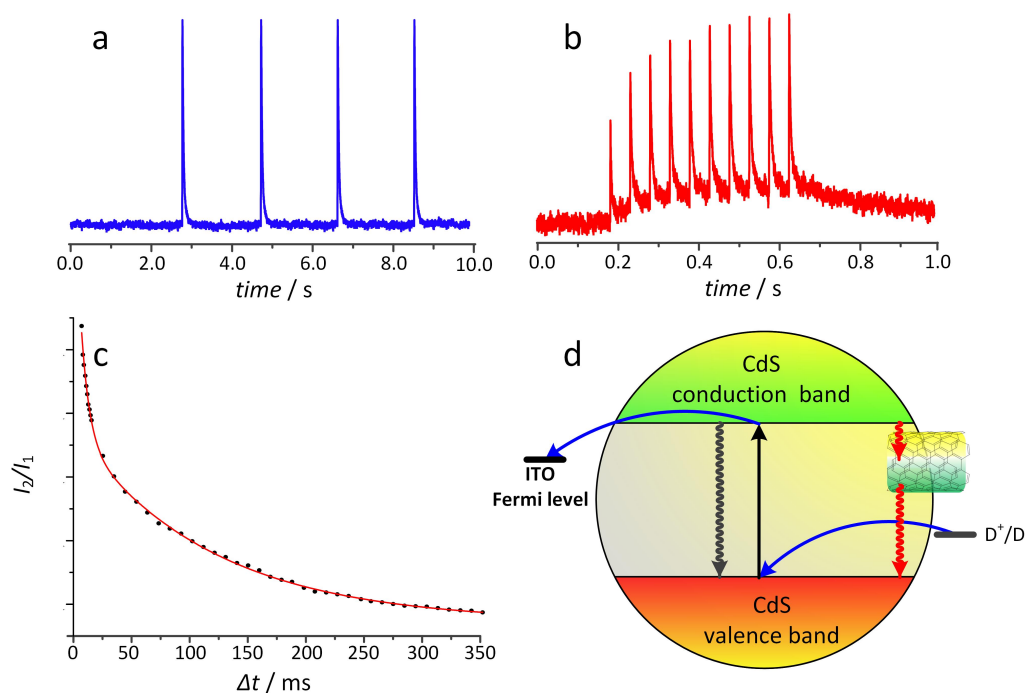 a
0.0 2.0 4.0 6.0 8.0 10.0
time / s
b
0.0 0.2 0.4 0.6 0.8 1.0
time / s
c
I₂/I₁
0 50 100 150 200 250 300 350
Δt / ms
d
CdS
conduction band
ITO
Fermi level
D⁺/D
CdS
valence band